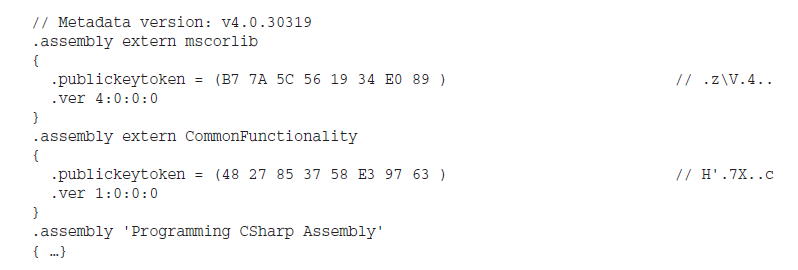 // Metadata version: v4.0.30319
.assembly extern mscorlib
{
  .publickeytoken = (B7 7A 5C 56 19 34 E0 89 )                         // .z\V.4..
  .ver 4:0:0:0
}
.assembly extern CommonFunctionality
{
  .publickeytoken = (48 27 85 37 58 E3 97 63 )                         // H'.7X..c
  .ver 1:0:0:0
}
.assembly 'Programming CSharp Assembly'
{ …}